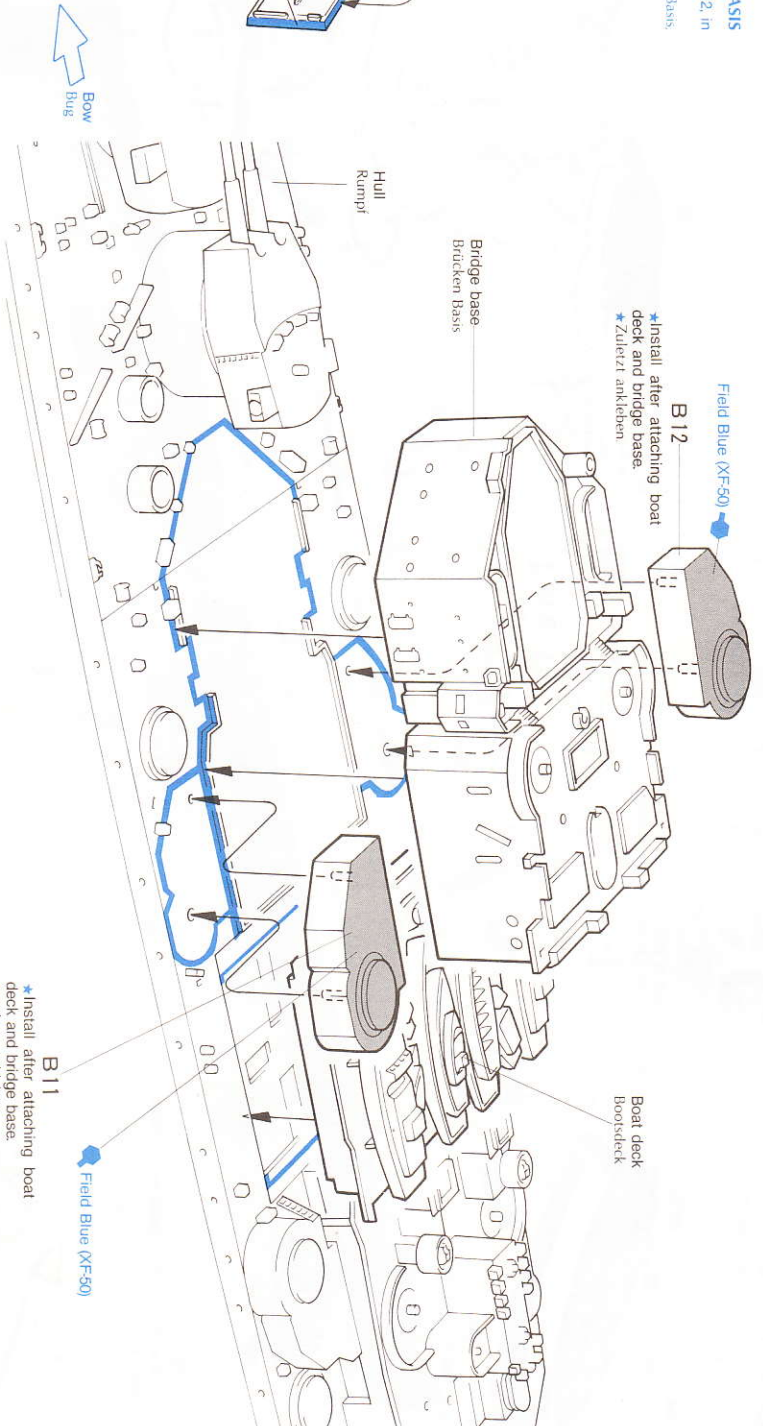 ASIS
2, in
Basis,
Bow
Bug
Hull
Rumpf
Bridge base
Brücken Basis
Field Blue (XF-50)
B12
★Install after attaching boat
deck and bridge base.
★Zuletzt ankleben.
Boat deck
Bootsdeck
B11
★Install after attaching boat
deck and bridge base.
Field Blue (XF-50)